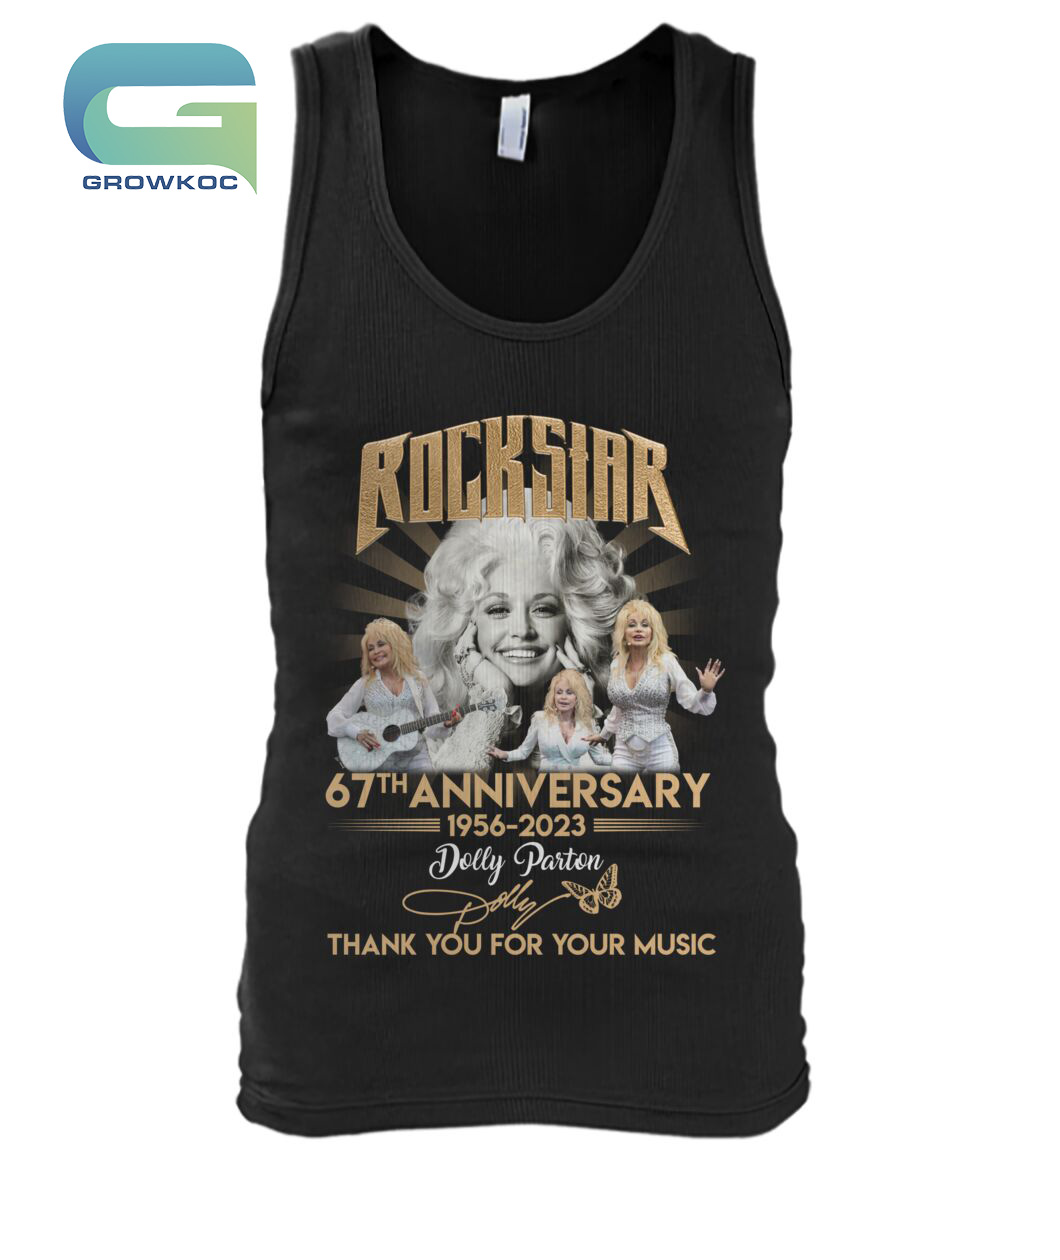 GROWKOC
ROCKSTAR
67TH ANNIVERSARY
1956-2023
Dolly Parton
Dolly
THANK YOU FOR YOUR MUSIC